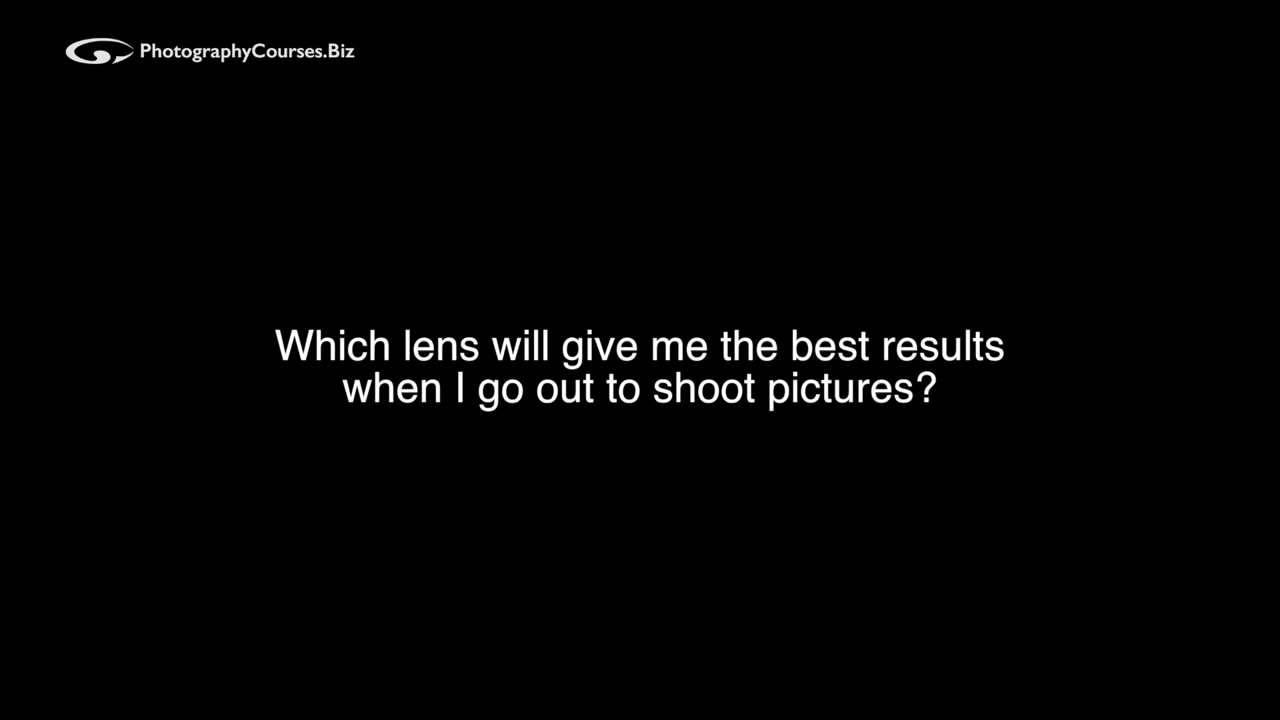 PhotographyCourses.Biz
Which lens will give me the best results
when I go out to shoot pictures?